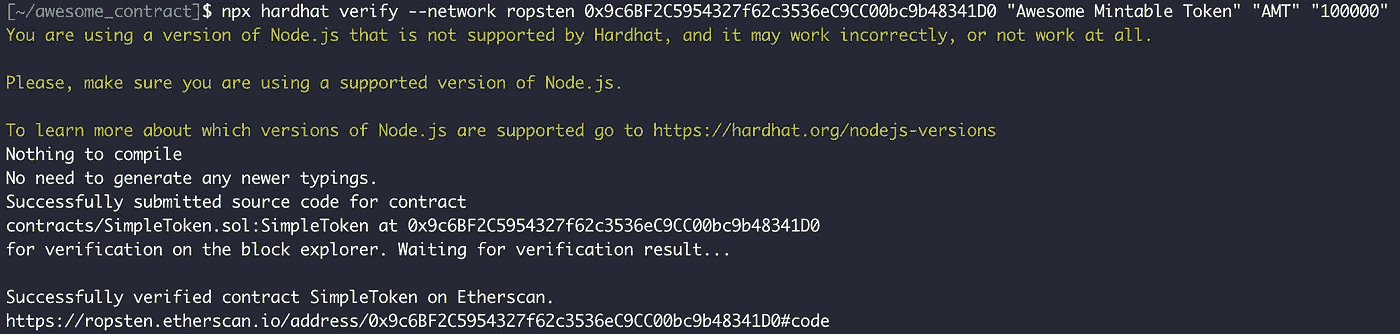 [~/awesome_contract]$ npx hardhat verify --network ropsten 0x9c6BF2C5954327f62c3536eC9CC00bc9b48341D0 "Awesome Mintable Token" "AMT" "100000"
You are using a version of Node.js that is not supported by Hardhat, and it may work incorrectly, or not work at all.
Please, make sure you are using a supported version of Node.js.
To learn more about which versions of Node.js are supported go to https://hardhat.org/nodejs-versions
Nothing to compile
No need to generate any newer typings.
Successfully submitted source code for contract
contracts/SimpleToken.sol:SimpleToken at 0x9c6BF2C5954327f62c3536eC9CC00bc9b48341D0
for verification on the block explorer. Waiting for verification result...
Successfully verified contract SimpleToken on Etherscan.
https://ropsten.etherscan.io/address/0x9c6BF2C5954327f62c3536eC9CC00bc9b48341D0#code